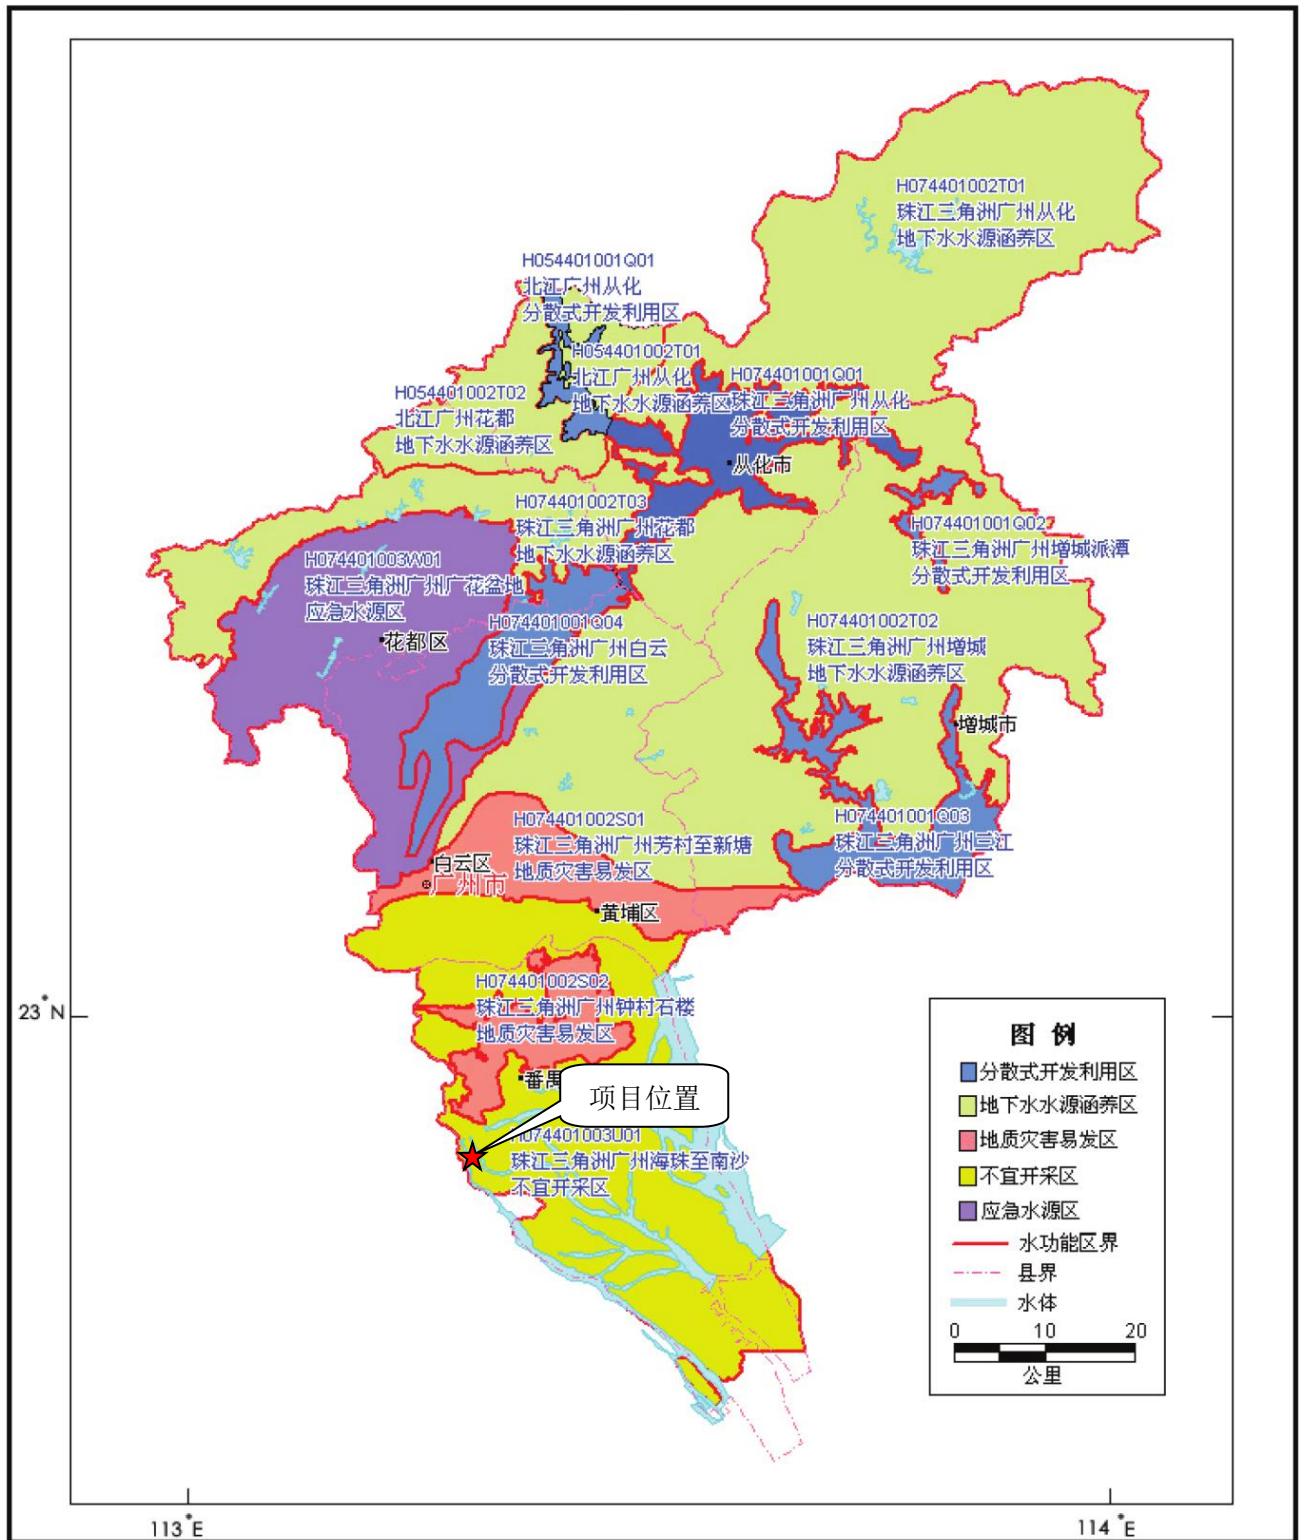 H074401002T01
珠江三角洲广州从化
地下水水源涵养区
H054401001Q01
北江广州从化
分散式开发利用区
H054401002T01
北江广州从化
地下水水源涵养区
H074401001Q01
珠江三角洲广州从化
分散式开发利用区
H054401002T02
北江广州花都
地下水水源涵养区
从化市
H074401002T03
珠江三角洲广州花都
地下水水源涵养区
H074401001Q02
珠江三角洲广州增城派潭
分散式开发利用区
H074401003W01
珠江三角洲广州广花盆地
应急水源区
花都区
H074401001Q04
珠江三角洲广州白云
分散式开发利用区
H074401002T02
珠江三角洲广州增城
地下水水源涵养区
增城市
H074401002S01
珠江三角洲广州芳村至新塘
地质灾害易发区
H074401001Q03
珠江三角洲广州三江
分散式开发利用区
白云区
广州市
黄埔区
H074401002S02
珠江三角洲广州钟村石楼
地质灾害易发区
23°N
番禺
项目位置
H074401003U01
珠江三角洲广州海珠至南沙
不宜开采区
图 例
分散式开发利用区
地下水水源涵养区
地质灾害易发区
不宜开采区
应急水源区
水功能区界
县界
水体
0 10 20
公里
113°E
114°E